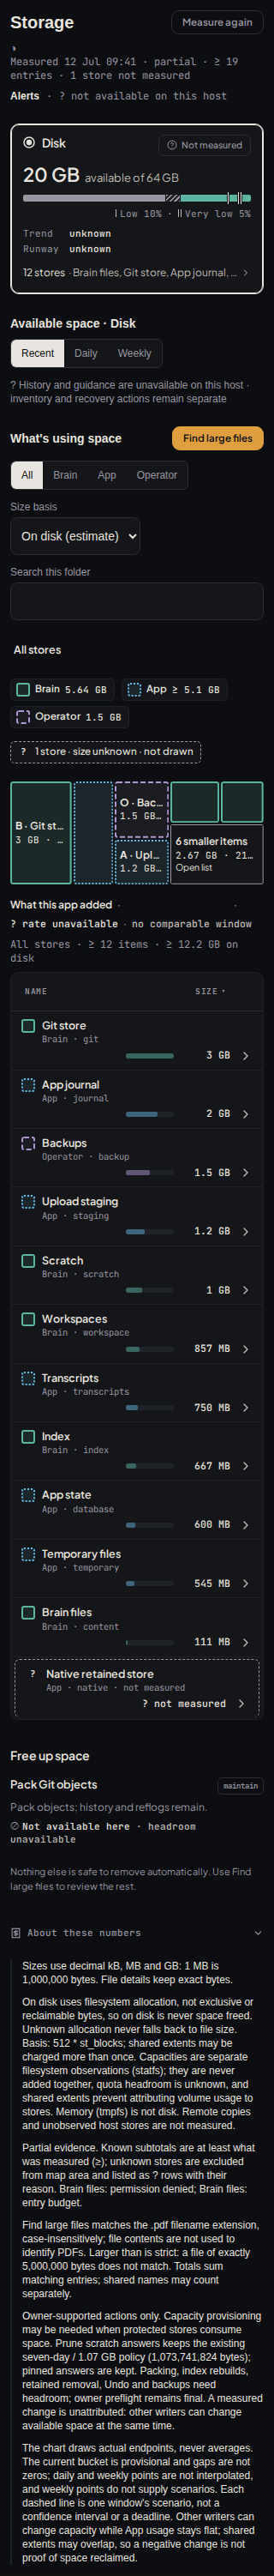 Storage
Measure again
Measured 12 Jul 09:41 · partial · ≥ 19
entries · 1 store not measured
Alerts · ? not available on this host
Disk
Not measured
20 GB available of 64 GB
Low 10% · Very low 5%
Trend unknown
Runway unknown
12 stores · Brain files, Git store, App journal, …
Available space · Disk
Recent Daily Weekly
? History and guidance are unavailable on this host ·
inventory and recovery actions remain separate
What's using space
Find large files
All Brain App Operator
Size basis
On disk (estimate)
Search this folder
All stores
Brain 5.64 GB
App ≥ 5.1 GB
Operator 1.5 GB
? 1 store · size unknown · not drawn
B · Git st…
3 GB · …
O · Bac…
1.5 GB…
A · Upl…
1.2 GB…
6 smaller items
2.67 GB · 21…
Open list
What this app added ·
? rate unavailable · no comparable window
All stores · ≥ 12 items · ≥ 12.2 GB on
disk
NAME SIZE
Git store
Brain · git
3 GB
App journal
App · journal
2 GB
Backups
Operator · backup
1.5 GB
Upload staging
App · staging
1.2 GB
Scratch
Brain · scratch
1 GB
Workspaces
Brain · workspace
857 MB
Transcripts
App · transcripts
750 MB
Index
Brain · index
667 MB
App state
App · database
600 MB
Temporary files
App · temporary
545 MB
Brain files
Brain · content
111 MB
? Native retained store
App · native · not measured
? not measured
Free up space
Pack Git objects
maintain
Pack objects; history and reflogs remain.
Not available here · headroom
unavailable
Nothing else is safe to remove automatically. Use Find
large files to review the rest.
About these numbers
Sizes use decimal kB, MB and GB: 1 MB is
1,000,000 bytes. File details keep exact bytes.
On disk uses filesystem allocation, not exclusive or
reclaimable bytes, so on disk is never space freed.
Unknown allocation never falls back to file size.
Basis: 512 * st_blocks; shared extents may be
charged more than once. Capacities are separate
filesystem observations (statfs); they are never
added together, quota headroom is unknown, and
shared extents prevent attributing volume usage to
stores. Memory (tmpfs) is not disk. Remote copies
and unobserved host stores are not measured.
Partial evidence. Known subtotals are at least what
was measured (≥); unknown stores are excluded
from map area and listed as ? rows with their
reason. Brain files: permission denied; Brain files:
entry budget.
Find large files matches the .pdf filename extension,
case-insensitively; file contents are not used to
identify PDFs. Larger than is strict: a file of exactly
5,000,000 bytes does not match. Totals sum
matching entries; shared names may count
separately.
Owner-supported actions only. Capacity provisioning
may be needed when protected stores consume
space. Prune scratch answers keeps the existing
seven-day / 1.07 GB policy (1,073,741,824 bytes);
pinned answers are kept. Packing, index rebuilds,
retained removal, Undo and backups need
headroom; owner preflight remains final. A measured
change is unattributed: other writers can change
available space at the same time.
The chart draws actual endpoints, never averages.
The current bucket is provisional and gaps are not
zeros; daily and weekly points are not interpolated,
and weekly points do not supply scenarios. Each
dashed line is one window's scenario, not a
confidence interval or a deadline. Other writers can
change capacity while App usage stays flat; shared
extents may overlap, so a negative change is not
proof of space reclaimed.